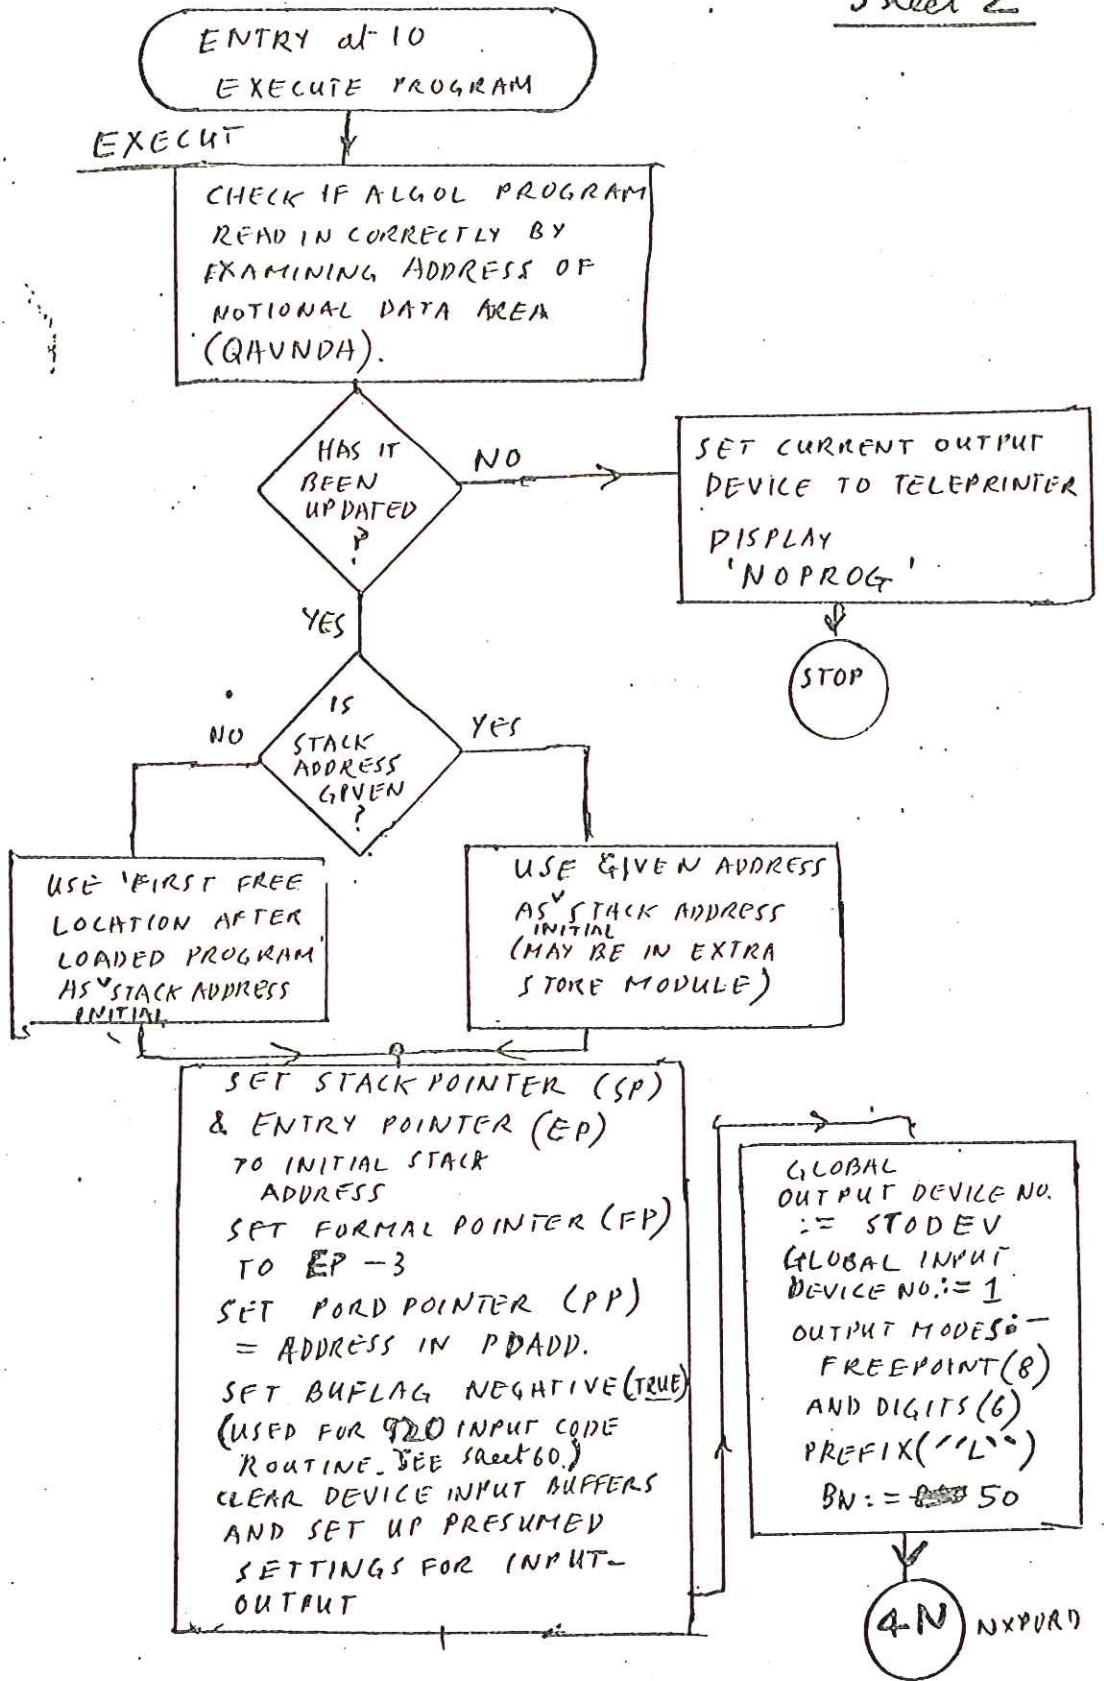 Sheet 2
ENTRY at 10
EXECUTE PROGRAM
EXECUT
CHECK IF ALGOL PROGRAM
READ IN CORRECTLY BY
EXAMINING ADDRESS OF
NOTIONAL DATA AREA
(QAVNDA).
HAS IT
BEEN
UPDATED
?
NO
SET CURRENT OUTPUT
DEVICE TO TELEPRINTER
DISPLAY
'NOPROG'
STOP
YES
IS
STACK
ADDRESS
GIVEN
?
NO
YES
USE 'FIRST FREE
LOCATION AFTER
LOADED PROGRAM'
AS ˅ STACK ADDRESS
INITIAL
USE GIVEN ADDRESS
AS ˅ STACK ADDRESS
INITIAL
(MAY BE IN EXTRA
STORE MODULE)
SET STACK POINTER (SP)
& ENTRY POINTER (EP)
TO INITIAL STACK
ADDRESS
SET FORMAL POINTER (FP)
TO EP -3
SET PORD POINTER (PP)
= ADDRESS IN PDADD.
SET BUFLAG NEGATIVE (TRUE)
(USED FOR 920 INPUT CODE
ROUTINE. SEE Sheet 60.)
CLEAR DEVICE INPUT BUFFERS
AND SET UP PRESUMED
SETTINGS FOR INPUT-
OUTPUT
GLOBAL
OUTPUT DEVICE NO.
:= STODEV
GLOBAL INPUT
DEVICE NO.:= 1
OUTPUT MODES:-
FREEPOINT(8)
AND DIGITS(6)
PREFIX(´´L``)
BN := 50
4N
NXPORD